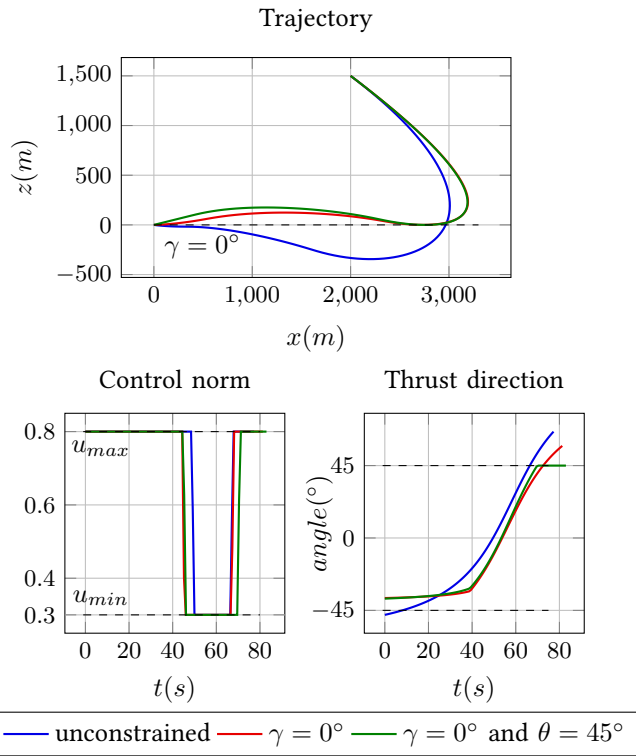 Trajectory
1,500
1,000
500
0
−500
z(m)
γ = 0°
0 1,000 2,000 3,000
x(m)
Control norm
0.8
0.6
0.4
0.3
u_max
u_min
0 20 40 60 80
t(s)
Thrust direction
45
0
−45
angle(°)
0 20 40 60 80
t(s)
unconstrained γ = 0° γ = 0° and θ = 45°